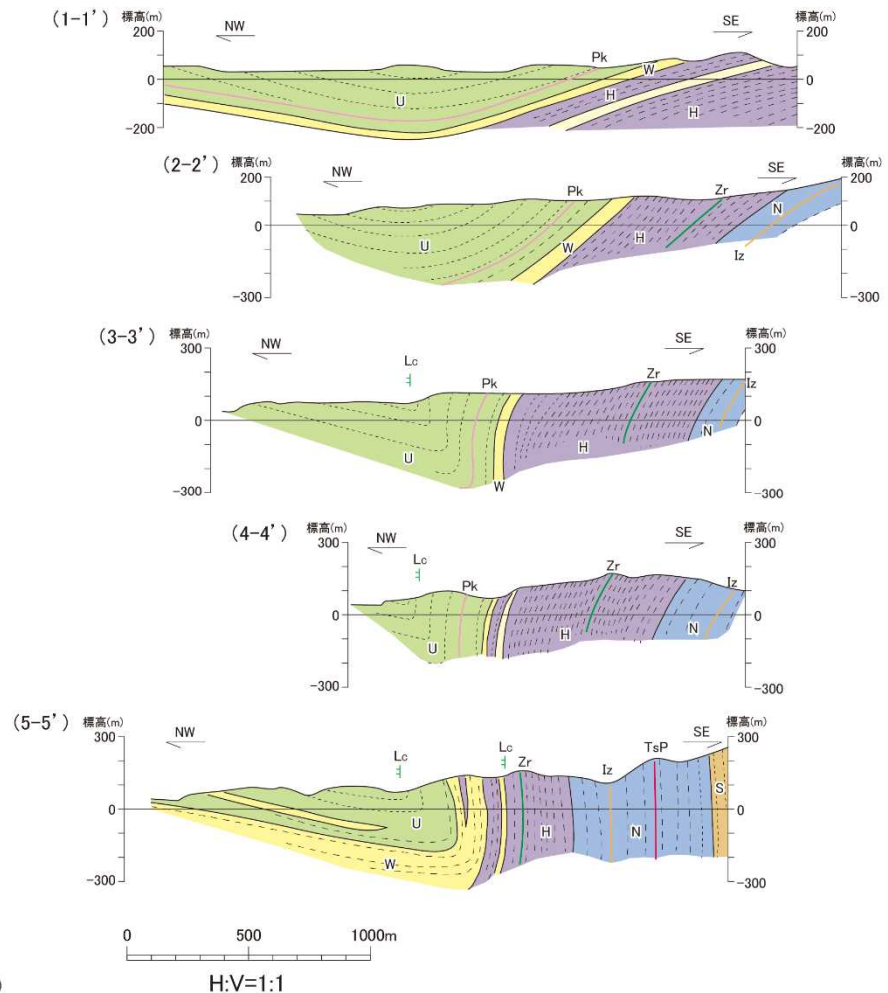 (1-1') 標高(m) NW SE 標高(m)
200 Pk W 200
0 U H 0
H
-200 -200
(2-2') 標高(m) NW SE 標高(m)
200 Pk Zr N 200
0 U W H 0
Iz
-300 -300
(3-3') 標高(m) NW SE 標高(m)
Lc
300 Pk Zr Iz 300
0 H N 0
U
-300 W -300
(4-4') 標高(m) NW SE 標高(m)
300 Lc Zr 300
Pk Iz
0 H N 0
U
-300 -300
(5-5') 標高(m) NW SE 標高(m)
300 Lc Lc Zr Iz TsP 300
S
0 U H N 0
W
-300 -300
0 500 1000m
H:V=1:1
)